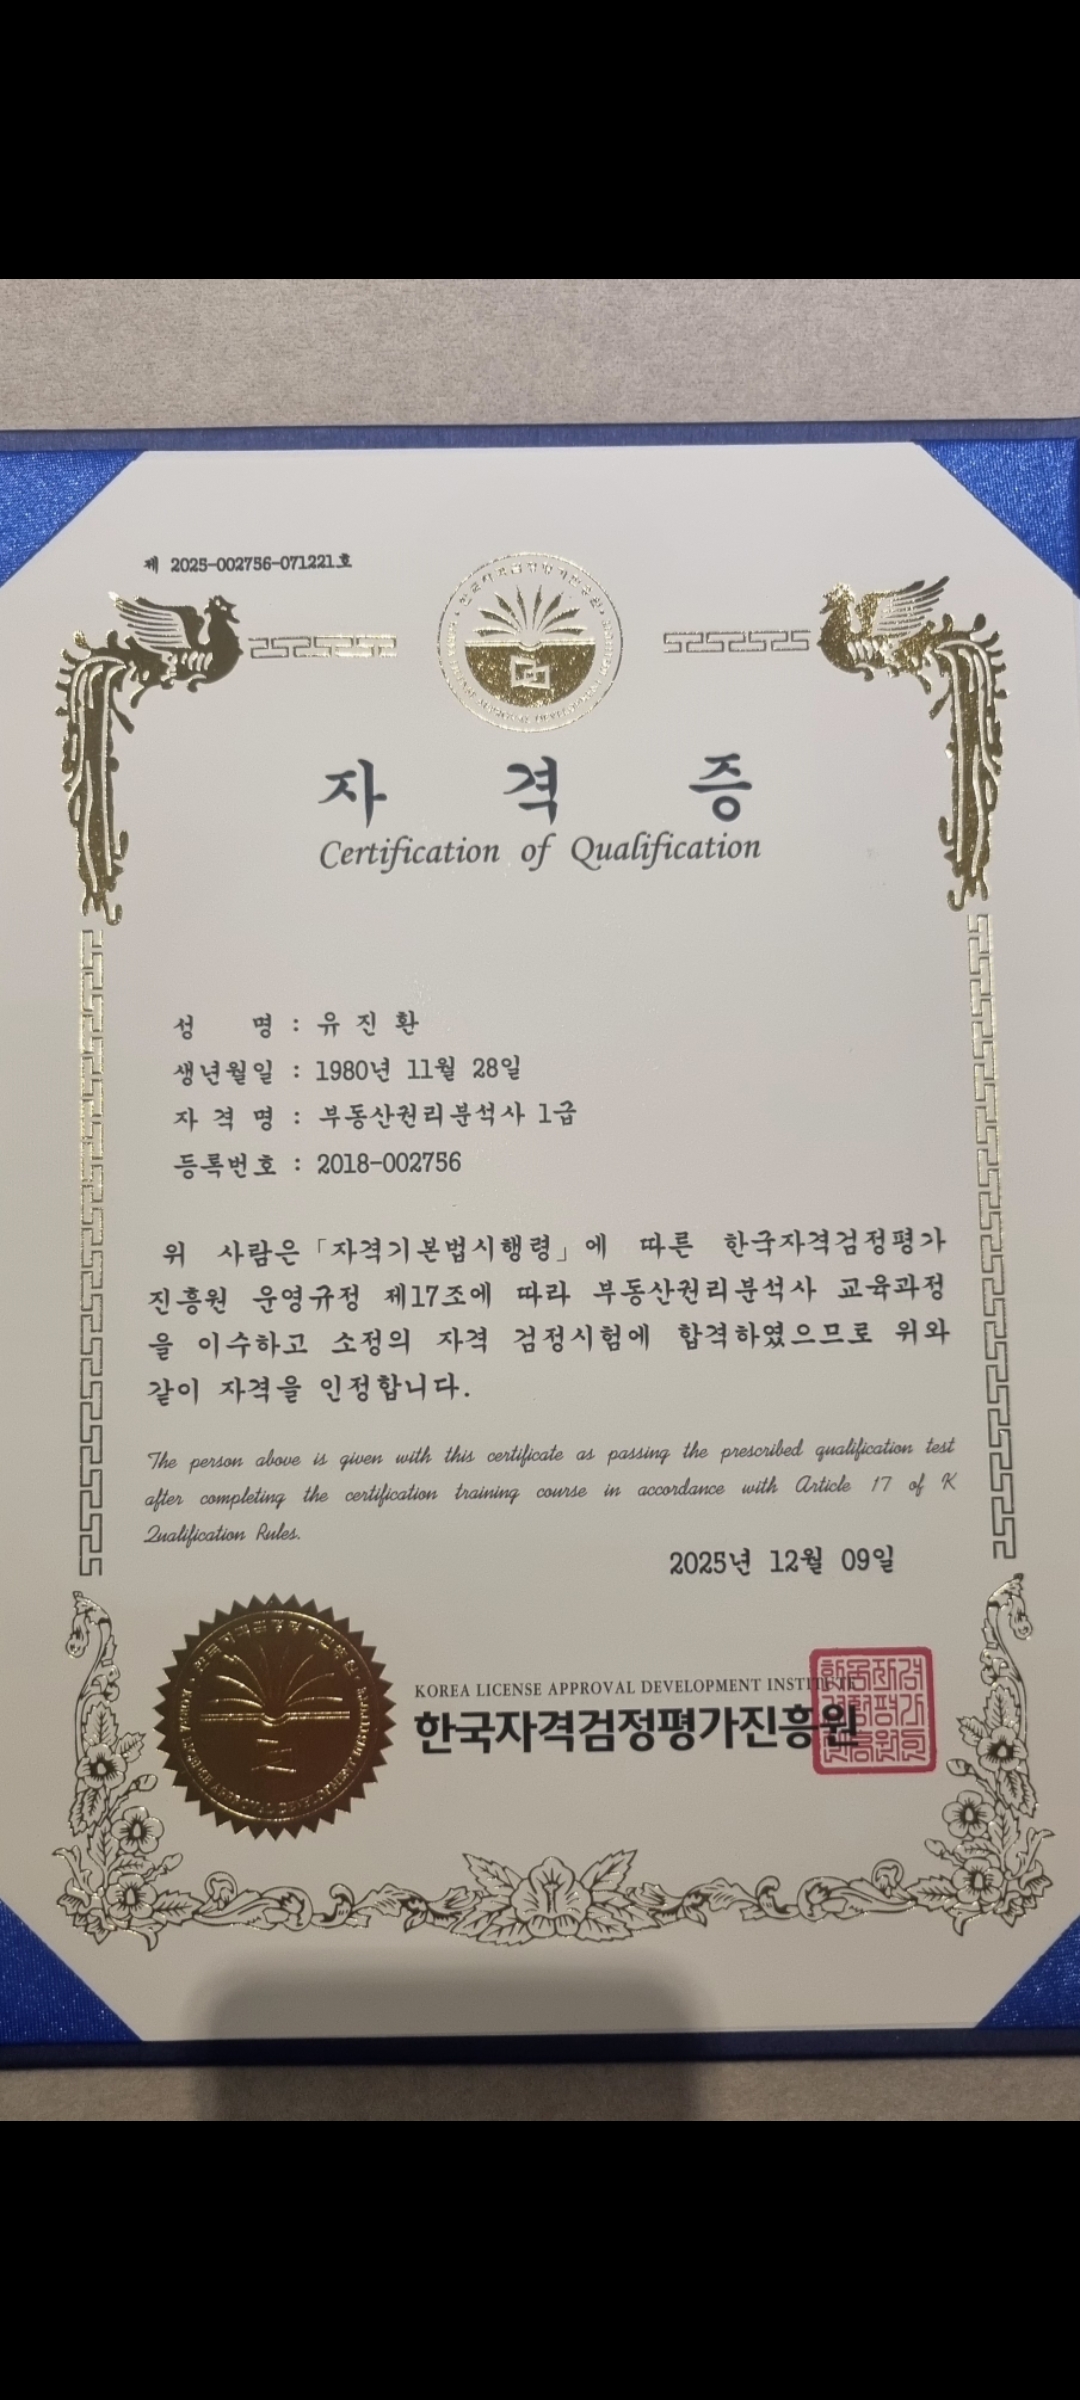 제 2025-002756-071221호
자 격 증
Certification of Qualification
성 명 : 유 진 환
생년월일 : 1980년 11월 28일
자 격 명 : 부동산권리분석사 1급
등록번호 : 2018-002756
위 사람은 「자격기본법시행령」에 따른 한국자격검정평가
진흥원 운영규정 제17조에 따라 부동산권리분석사 교육과정
을 이수하고 소정의 자격 검정시험에 합격하였으므로 위와
같이 자격을 인정합니다.
The person above is given with this certificate as passing the prescribed qualification test
after completing the certification training course in accordance with Article 17 of K
Qualification Rules.
2025년 12월 09일
KOREA LICENSE APPROVAL DEVELOPMENT INSTITUTE
한국자격검정평가진흥원